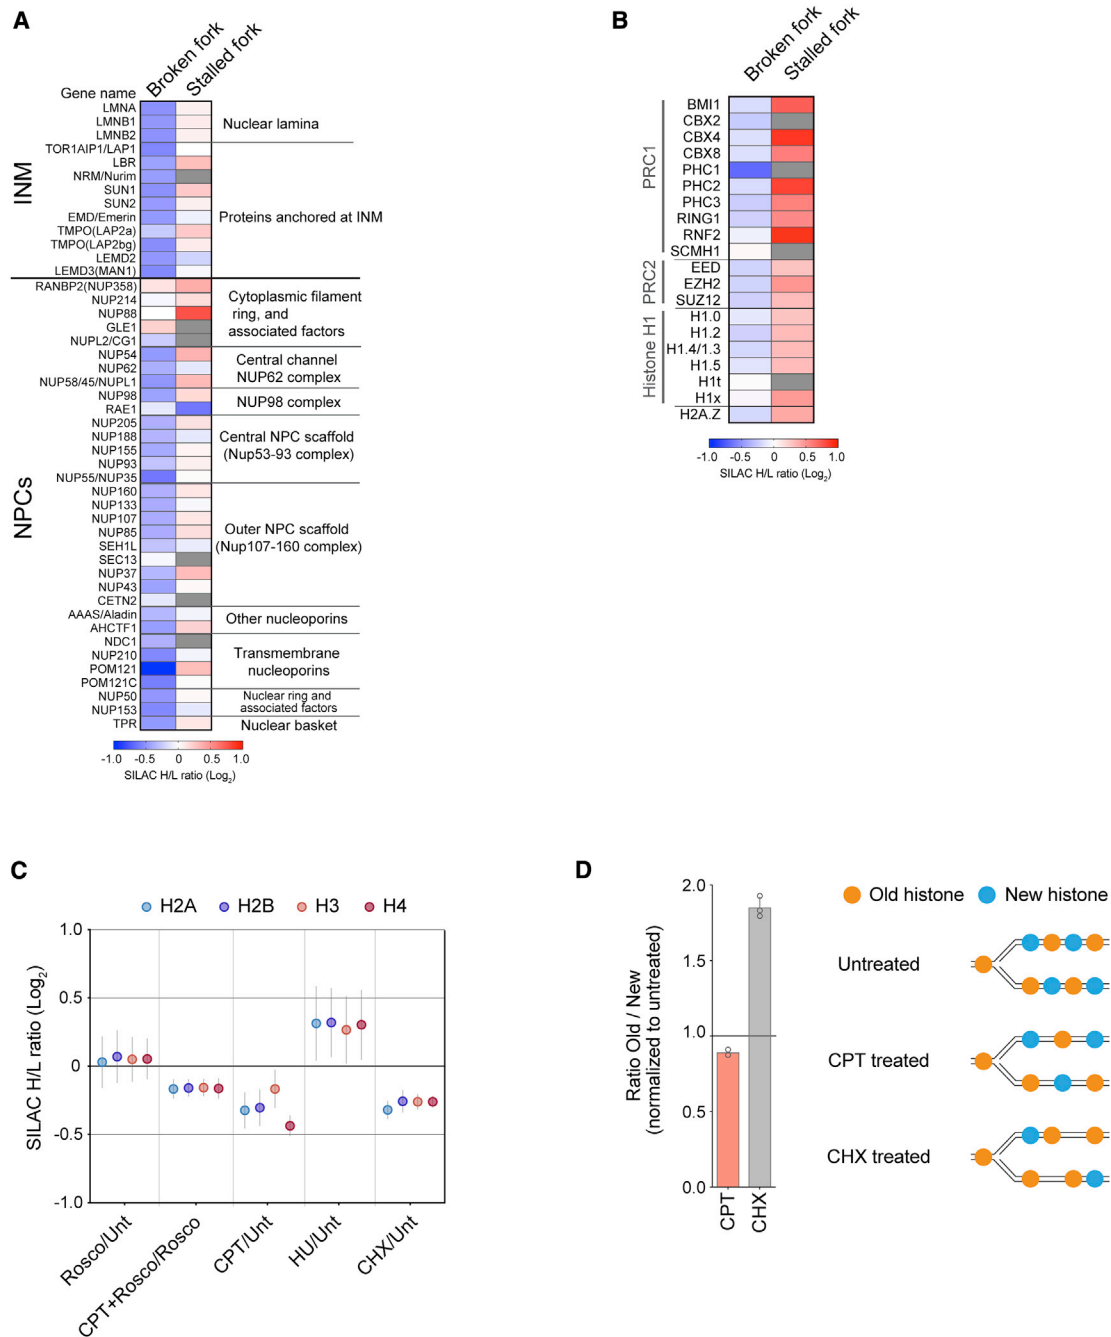 A
Broken fork
Stalled fork
Gene name
INM
LMNA
LMNB1
LMNB2
Nuclear lamina
TOR1AIP1/LAP1
LBR
NRM/Nurim
SUN1
SUN2
EMD/Emerin
TMPO(LAP2a)
TMPO(LAP2bg)
LEMD2
LEMD3(MAN1)
Proteins anchored at INM
NPCs
RANBP2(NUP358)
NUP214
NUP88
GLE1
NUPL2/CG1
Cytoplasmic filament
ring, and
associated factors
NUP54
NUP62
NUP58/45/NUPL1
Central channel
NUP62 complex
NUP98
RAE1
NUP98 complex
NUP205
NUP188
NUP155
NUP93
NUP55/NUP35
Central NPC scaffold
(Nup53-93 complex)
NUP160
NUP133
NUP107
NUP85
SEH1L
SEC13
NUP37
NUP43
CETN2
Outer NPC scaffold
(Nup107-160 complex)
AAAS/Aladin
AHCTF1
Other nucleoporins
NDC1
NUP210
POM121
POM121C
Transmembrane
nucleoporins
NUP50
NUP153
Nuclear ring and
associated factors
TPR
Nuclear basket
-1.0 -0.5 0 0.5 1.0
SILAC H/L ratio (Log2)
B
Broken fork
Stalled fork
PRC1
BMI1
CBX2
CBX4
CBX8
PHC1
PHC2
PHC3
RING1
RNF2
SCMH1
PRC2
EED
EZH2
SUZ12
Histone H1
H1.0
H1.2
H1.4/1.3
H1.5
H1t
H1x
H2A.Z
-1.0 -0.5 0 0.5 1.0
SILAC H/L ratio (Log2)
C
H2A H2B H3 H4
SILAC H/L ratio (Log2)
1.0
0.5
0
-0.5
-1.0
Rosco/Unt
CPT+Rosco/Rosco
CPT/Unt
HU/Unt
CHX/Unt
D
Ratio Old / New
(normalized to untreated)
2.0
1.5
1.0
0.5
0.0
CPT
CHX
Old histone New histone
Untreated
CPT treated
CHX treated